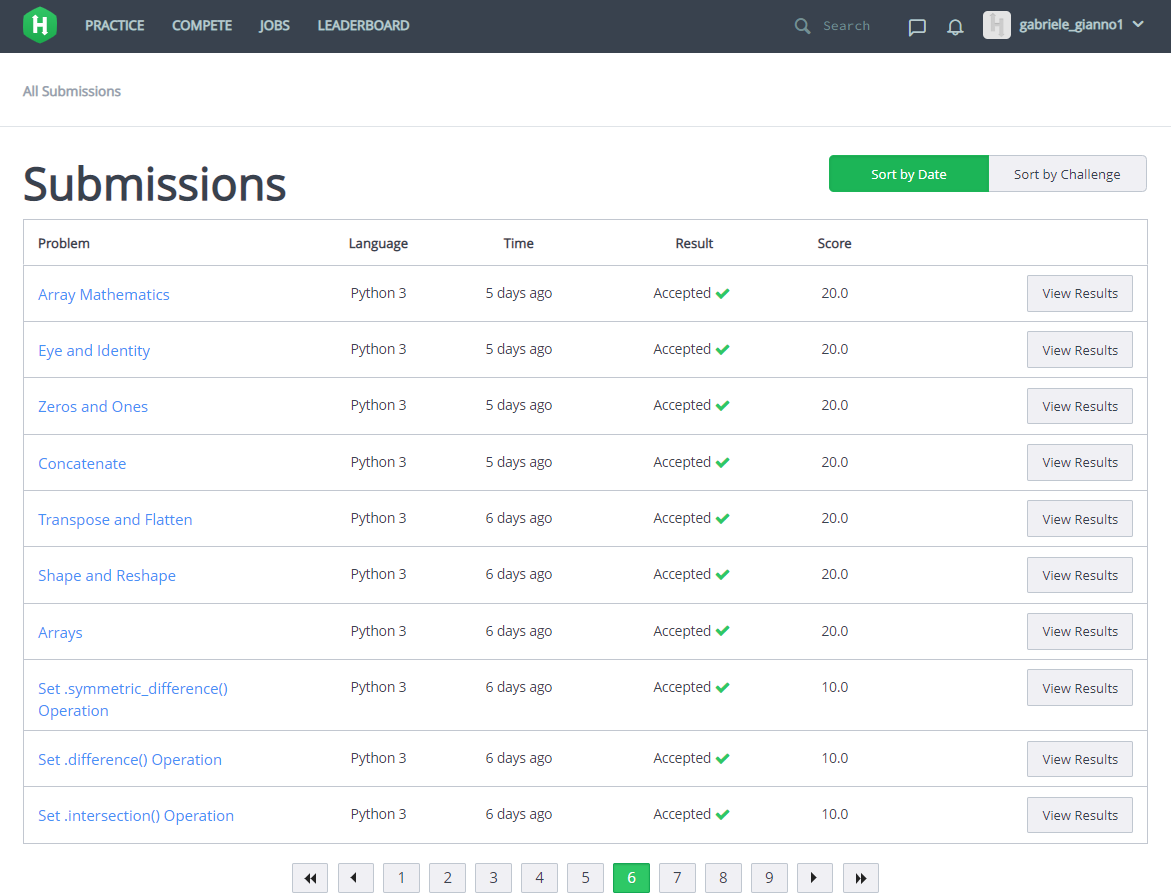 H PRACTICE COMPETE JOBS LEADERBOARD Search H gabriele_gianno1
All Submissions
Submissions
Sort by Date Sort by Challenge
Problem Language Time Result Score
Array Mathematics Python 3 5 days ago Accepted 20.0 View Results
Eye and Identity Python 3 5 days ago Accepted 20.0 View Results
Zeros and Ones Python 3 5 days ago Accepted 20.0 View Results
Concatenate Python 3 5 days ago Accepted 20.0 View Results
Transpose and Flatten Python 3 6 days ago Accepted 20.0 View Results
Shape and Reshape Python 3 6 days ago Accepted 20.0 View Results
Arrays Python 3 6 days ago Accepted 20.0 View Results
Set .symmetric_difference() Python 3 6 days ago Accepted 10.0 View Results
Operation
Set .difference() Operation Python 3 6 days ago Accepted 10.0 View Results
Set .intersection() Operation Python 3 6 days ago Accepted 10.0 View Results
1 2 3 4 5 6 7 8 9